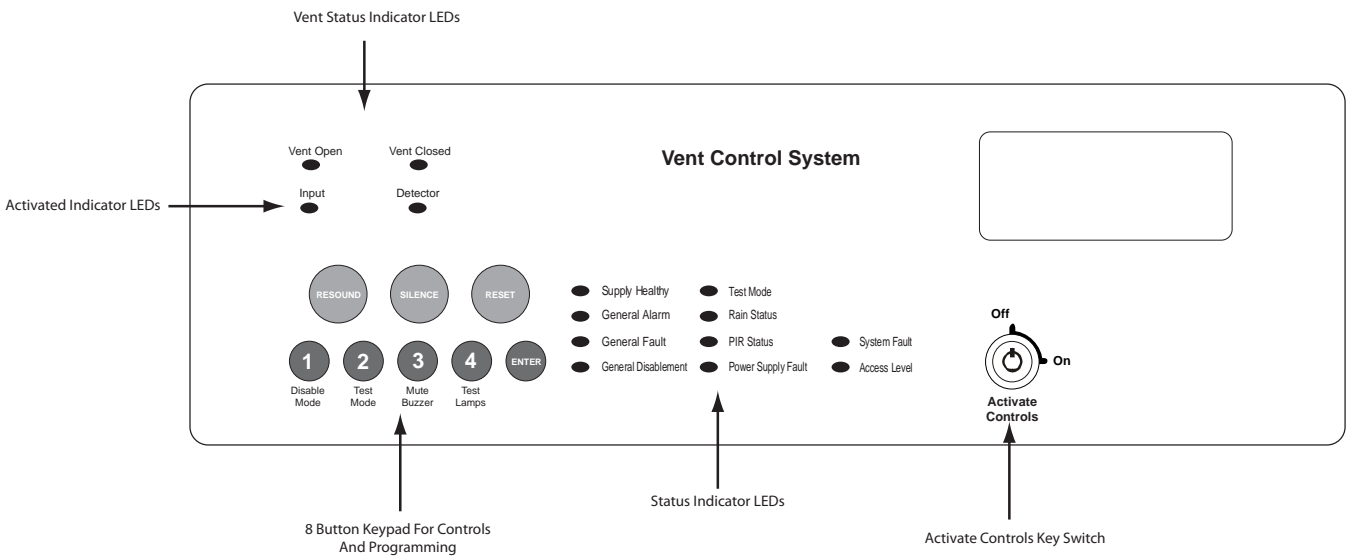 Vent Status Indicator LEDs
Vent Open
Vent Closed
Vent Control System
Input
Detector
Activated Indicator LEDs
RESOUND
SILENCE
RESET
Supply Healthy
Test Mode
General Alarm
Rain Status
General Fault
PIR Status
System Fault
General Disablement
Power Supply Fault
Access Level
Off
On
Activate
Controls
1
2
3
4
ENTER
Disable
Mode
Test
Mode
Mute
Buzzer
Test
Lamps
Status Indicator LEDs
8 Button Keypad For Controls
And Programming
Activate Controls Key Switch